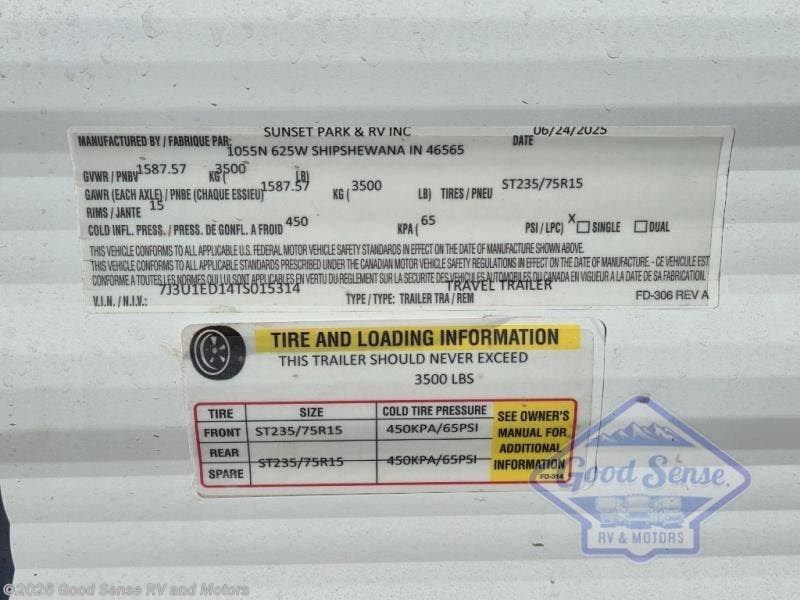 SUNSET PARK & RV INC 06/24/2025
MANUFACTURED BY / FABRIQUE PAR: DATE
1055N 625W SHIPSHEWANA IN 46565
GVWR / PNBV 1587.57 KG ( 3500 LB)
GAWR (EACH AXLE) / PNBE (CHAQUE ESSIEU) 1587.57 KG ( 3500 LB) TIRES / PNEU ST235/75R15
RIMS / JANTE 15
COLD INFL. PRESS. / PRESS. DE GONFL. A FROID 450 KPA ( 65 PSI / LPC) X SINGLE DUAL
THIS VEHICLE CONFORMS TO ALL APPLICABLE U.S. FEDERAL MOTOR VEHICLE SAFETY STANDARDS IN EFFECT ON THE DATE OF MANUFACTURE SHOWN ABOVE.
THIS VEHICLE CONFORMS TO ALL APPLICABLE STANDARDS PRESCRIBED UNDER THE CANADIAN MOTOR VEHICLE SAFETY REGULATIONS IN EFFECT ON THE DATE OF MANUFACTURE. - CE VEHICULE EST
CONFORME A TOUTES LES NORMES QUI LUI SONT APPLICABLES EN VERTU DU REGLEMENT SUR LA SECURITE DES VEHICULES AUTOMOBILES DU CANADA EN VIGUEUR A LA DATE DE SA FABRICATION.
V.I.N. / N.I.V.: 7J3U1ED14TS015314 TYPE / TYPE: TRAILER TRA / REM TRAVEL TRAILER FD-306 REV A
TIRE AND LOADING INFORMATION
THIS TRAILER SHOULD NEVER EXCEED
3500 LBS
TIRE SIZE COLD TIRE PRESSURE
FRONT ST235/75R15 450KPA/65PSI
REAR
SPARE ST235/75R15 450KPA/65PSI
SEE OWNER'S
MANUAL FOR
ADDITIONAL
INFORMATION
FD-314
Good Sense
RV & MOTORS
©2026 Good Sense RV and Motors